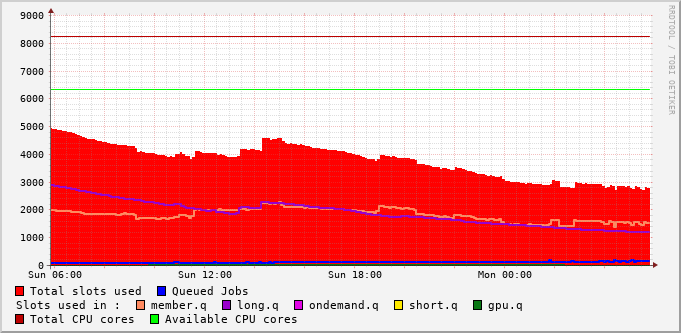 9000
8000
7000
6000
5000
4000
3000
2000
1000
0
Sun 06:00 Sun 12:00 Sun 18:00 Mon 00:00
Total slots used Queued Jobs
Slots used in : member.q long.q ondemand.q short.q gpu.q
Total CPU cores Available CPU cores
RRDTOOL / TOBI OETIKER